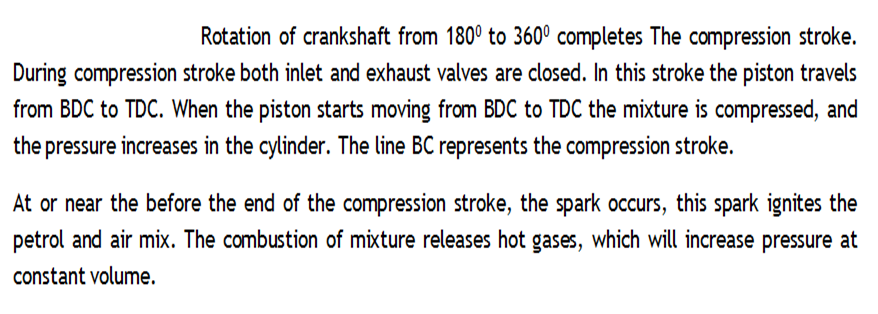 Rotation of crankshaft from 180⁰ to 360⁰ completes The compression stroke.
During compression stroke both inlet and exhaust valves are closed. In this stroke the piston travels
from BDC to TDC. When the piston starts moving from BDC to TDC the mixture is compressed, and
the pressure increases in the cylinder. The line BC represents the compression stroke.
At or near the before the end of the compression stroke, the spark occurs, this spark ignites the
petrol and air mix. The combustion of mixture releases hot gases, which will increase pressure at
constant volume.